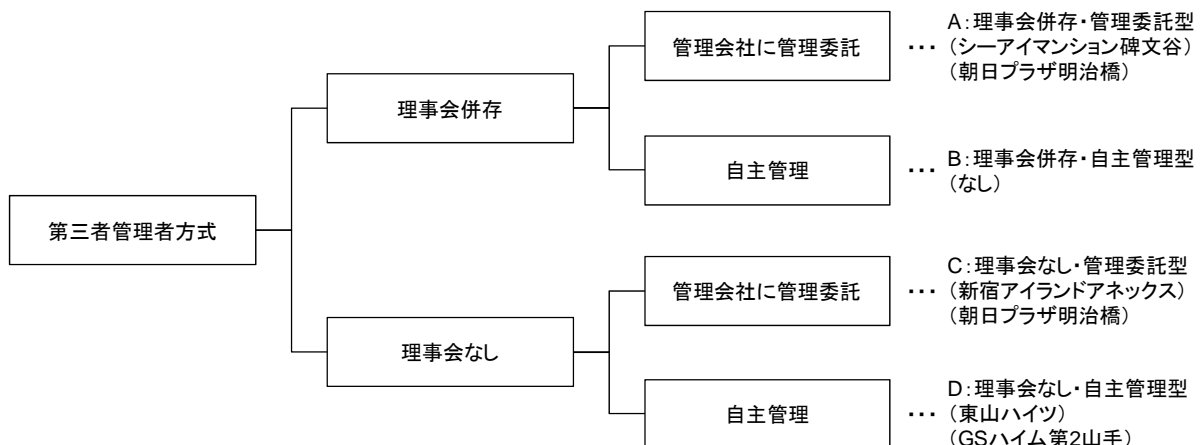 管理会社に管理委託
・・・
A:理事会併存・管理委託型
(シーアイマンション碑文谷)
(朝日プラザ明治橋)
理事会併存
自主管理
・・・
B:理事会併存・自主管理型
(なし)
第三者管理者方式
管理会社に管理委託
・・・
C:理事会なし・管理委託型
(新宿アイランドアネックス)
(朝日プラザ明治橋)
理事会なし
自主管理
・・・
D:理事会なし・自主管理型
(東山ハイツ)
(GSハイム第2山手)